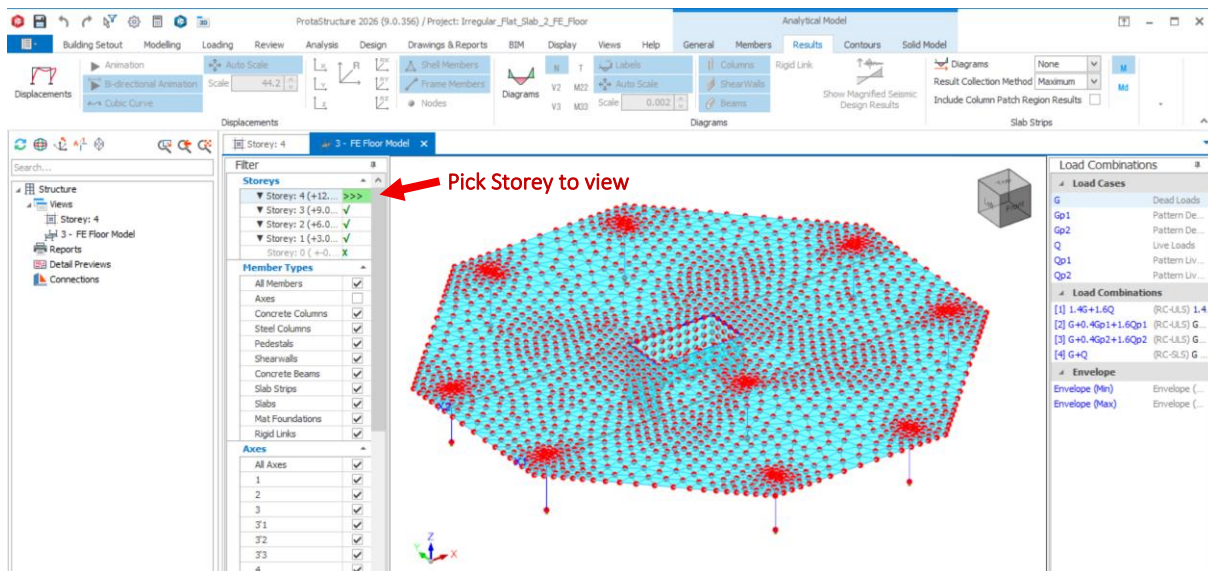 ProtaStructure 2026 (9.0.356) / Project: Irregular_Flat_Slab_2_FE_Floor
Analytical Model
Building Setout Modelling Loading Review Analysis Design Drawings & Reports BIM Display Views Help General Members Results Contours Solid Model
Displacements
Animation
Bi-directional Animation
Cubic Curve
Auto Scale
Scale 44.2
Shell Members
Frame Members
Nodes
Displacements
Diagrams
N T
V2 M22
V3 M33
Labels
Auto Scale
Scale 0.002
Columns
ShearWalls
Beams
Rigid Link
Show Magnified Seismic
Design Results
Diagrams
Diagrams None
Result Collection Method Maximum
Include Column Patch Region Results
M
Md
Slab Strips
Search...
Structure
Views
Storey: 4
3 - FE Floor Model
Reports
Detail Previews
Connections
Storey: 4
3 - FE Floor Model
Filter
Storeys
Storey: 4 (+12.... >>>
Storey: 3 (+9.0...
Storey: 2 (+6.0...
Storey: 1 (+3.0...
Storey: 0 ( +-0... X
Member Types
All Members
Axes
Concrete Columns
Steel Columns
Pedestals
Shearwalls
Concrete Beams
Slab Strips
Slabs
Mat Foundations
Rigid Links
Axes
All Axes
1
2
3
3'1
3'2
3'3
4
Pick Storey to view
Front
Z
Y
X
Load Combinations
Load Cases
G Dead Loads
Gp1 Pattern De...
Gp2 Pattern De...
Q Live Loads
Qp1 Pattern Liv...
Qp2 Pattern Liv...
Load Combinations
[1] 1.4G+1.6Q (RC-ULS) 1.4.
[2] G+0.4Gp1+1.6Qp1 (RC-ULS) G...
[3] G+0.4Gp2+1.6Qp2 (RC-ULS) G...
[4] G+Q (RC-SLS) G ...
Envelope
Envelope (Min) Envelope (...
Envelope (Max) Envelope (...